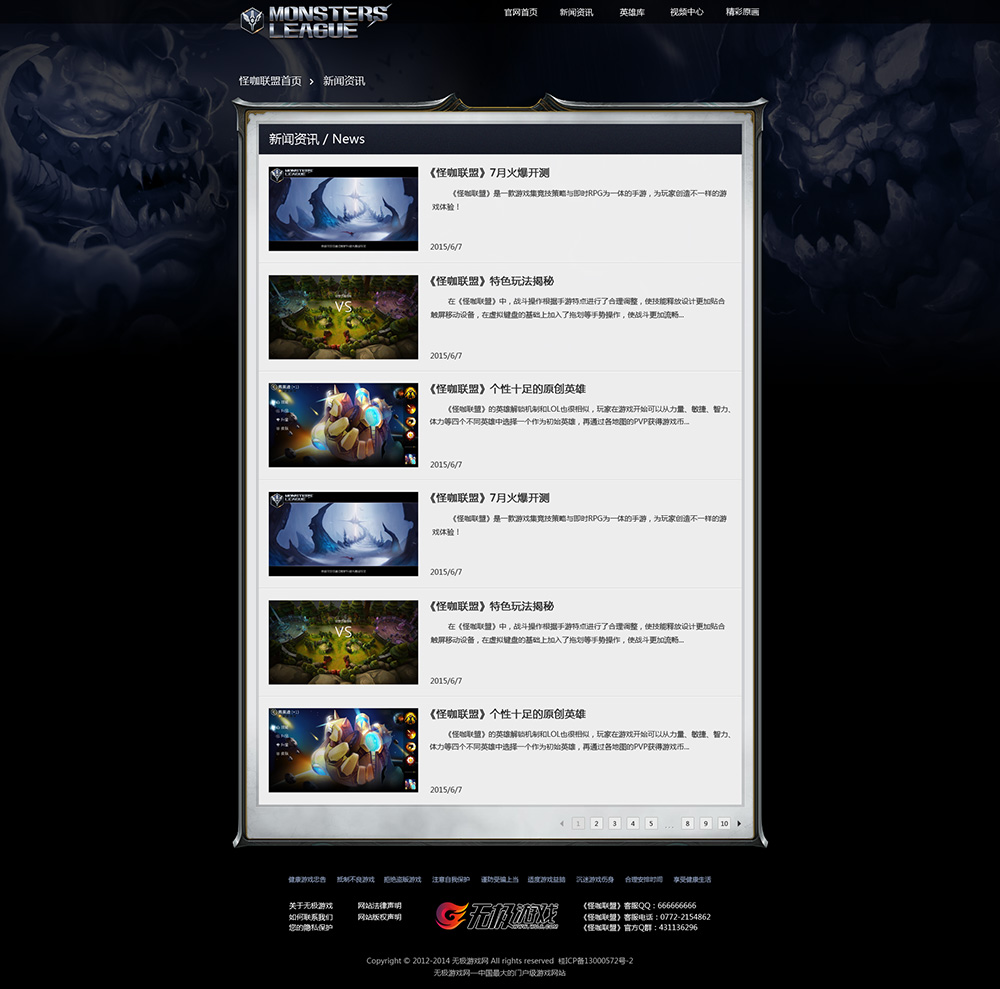 MONSTERS
LEAGUE
官网首页 新闻资讯 英雄库 视频中心 精彩原画
怪咖联盟首页 › 新闻资讯
新闻资讯 / News
《怪咖联盟》7月火爆开测
《怪咖联盟》是一款游戏集竞技策略与即时RPG为一体的手游，为玩家创造不一样的游
戏体验！
2015/6/7
VS
《怪咖联盟》特色玩法揭秘
在《怪咖联盟》中，战斗操作根据手游特点进行了合理调整，使技能释放设计更加贴合
触屏移动设备，在虚拟键盘的基础上加入了拖划等手势操作，使战斗更加流畅...
2015/6/7
《怪咖联盟》个性十足的原创英雄
《怪咖联盟》的英雄解锁机制和LOL也很相似，玩家在游戏开始可以从力量、敏捷、智力、
体力等四个不同英雄中选择一个作为初始英雄，再通过各地图的PVP获得游戏币...
2015/6/7
《怪咖联盟》7月火爆开测
《怪咖联盟》是一款游戏集竞技策略与即时RPG为一体的手游，为玩家创造不一样的游
戏体验！
2015/6/7
VS
《怪咖联盟》特色玩法揭秘
在《怪咖联盟》中，战斗操作根据手游特点进行了合理调整，使技能释放设计更加贴合
触屏移动设备，在虚拟键盘的基础上加入了拖划等手势操作，使战斗更加流畅...
2015/6/7
《怪咖联盟》个性十足的原创英雄
《怪咖联盟》的英雄解锁机制和LOL也很相似，玩家在游戏开始可以从力量、敏捷、智力、
体力等四个不同英雄中选择一个作为初始英雄，再通过各地图的PVP获得游戏币...
2015/6/7
1 2 3 4 5 ... 8 9 10
健康游戏忠告 抵制不良游戏 拒绝盗版游戏 注意自我保护 谨防受骗上当 适度游戏益脑 沉迷游戏伤身 合理安排时间 享受健康生活
关于无极游戏 网站法律声明
如何联系我们 网站版权声明
您的隐私保护
无极游戏
《怪咖联盟》客服QQ：666666666
《怪咖联盟》客服电话：0772-2154862
《怪咖联盟》官方Q群：431136296
Copyright © 2012-2014 无极游戏网 All rights reserved 桂ICP备13000572号-2
无极游戏网—中国最大的门户级游戏网站